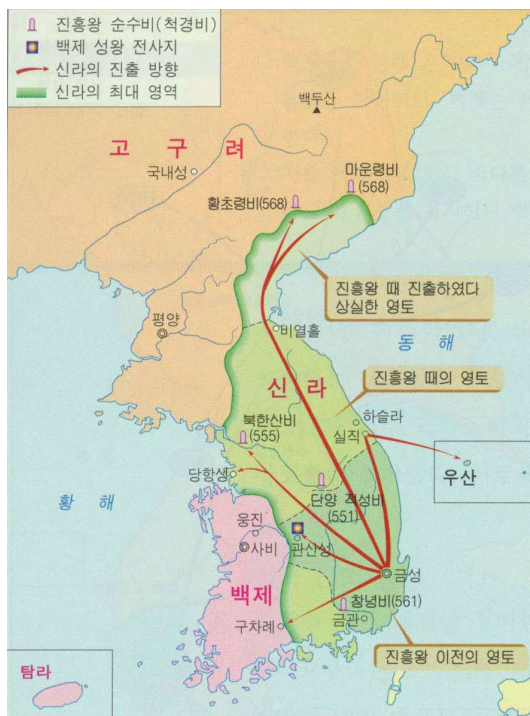 진흥왕 순수비(척경비)
백제 성왕 전사지
신라의 진출 방향
신라의 최대 영역
백두산
고구려
국내성
마운령비
(568)
황초령비(568)
진흥왕 때 진출하였다
상실한 영토
평양
비열홀
동해
신라
진흥왕 때의 영토
하슬라
북한산비
(555)
실직
우산
당항생
황해
단양 적성비
(551)
웅진
관산성
사비
금성
백제
창녕비(561)
금관
구차례
진흥왕 이전의 영토
탐라